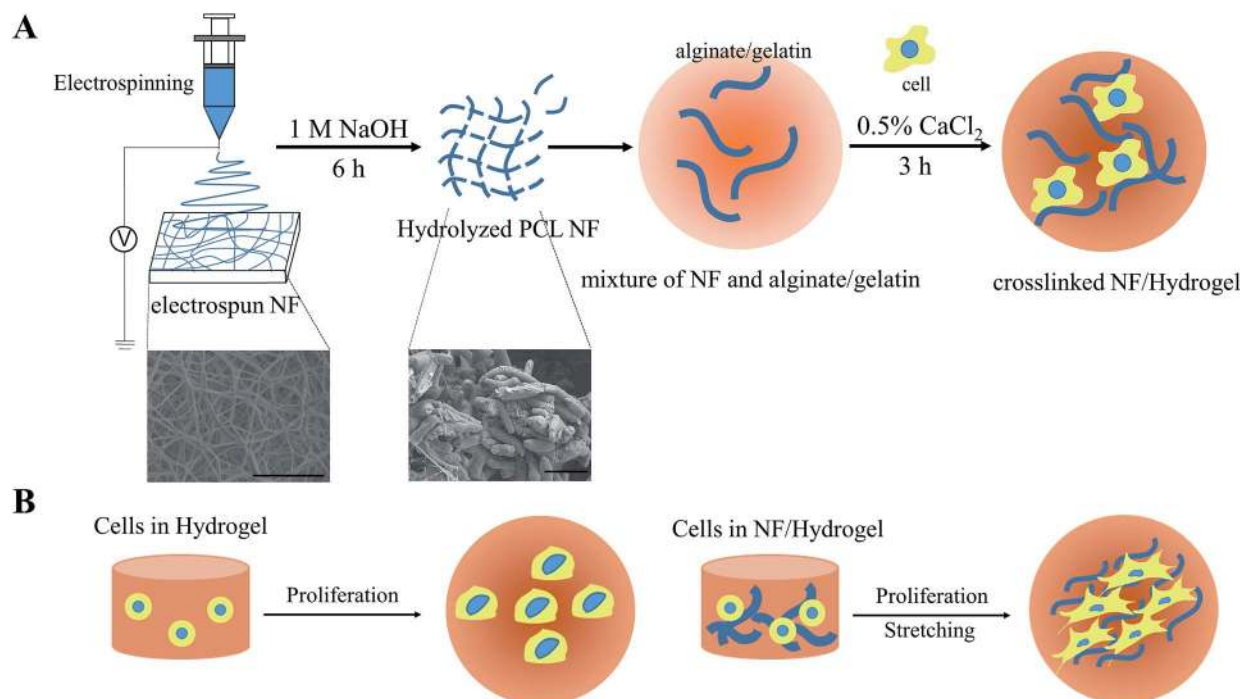 A
Electrospinning
V
electrospun NF
1 M NaOH
6 h
Hydrolyzed PCL NF
alginate/gelatin
mixture of NF and alginate/gelatin
cell
0.5% CaCl₂
3 h
crosslinked NF/Hydrogel
B
Cells in Hydrogel
Proliferation
Cells in NF/Hydrogel
Proliferation
Stretching